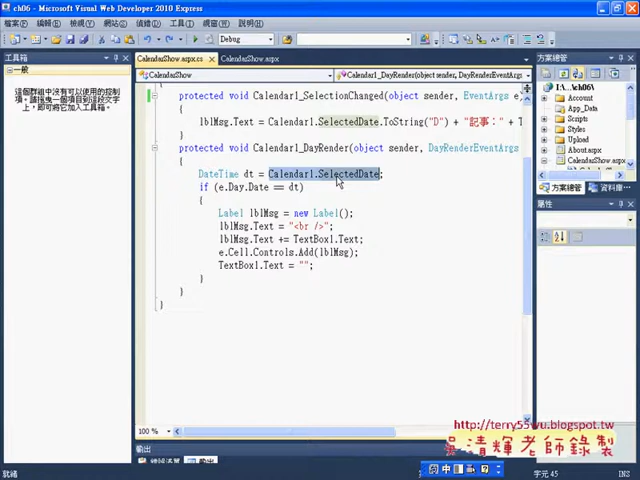 ch06 - Microsoft Visual Web Developer 2010 Express
檔案(F) 編輯(E) 檢視(V) 網站(S) 偵錯(D) 工具(T) 視窗(W) 說明(H)
Debug
工具箱
一般
這個群組中沒有可以使用的控制項。請拖曳一個項目到這段文字上，即可將它加入工具箱。
CalendarShow.aspx.cs CalendarShow.aspx
CalendarShow Calendar1_DayRender(object sender, DayRenderEventArgs
protected void Calendar1_SelectionChanged(object sender, EventArgs e
{
lblMsg.Text = Calendar1.SelectedDate.ToString("D") + "記事：" + T
}
protected void Calendar1_DayRender(object sender, DayRenderEventArgs
{
DateTime dt = Calendar1.SelectedDate;
if (e.Day.Date == dt)
{
Label lblMsg = new Label();
lblMsg.Text = "<br />";
lblMsg.Text += TextBox1.Text;
e.Cell.Controls.Add(lblMsg);
TextBox1.Text = "";
}
}
}
100 %
輸出
輸出
方案總管
I:\...\ch06\
Account
App_Data
Scripts
Styles
Upload
About.aspx
CalendarShow.as
方案總管 資料庫...
屬性
http://terry55wu.blogspot.tw
吳清輝老師錄製
就緒
字元 45
INS